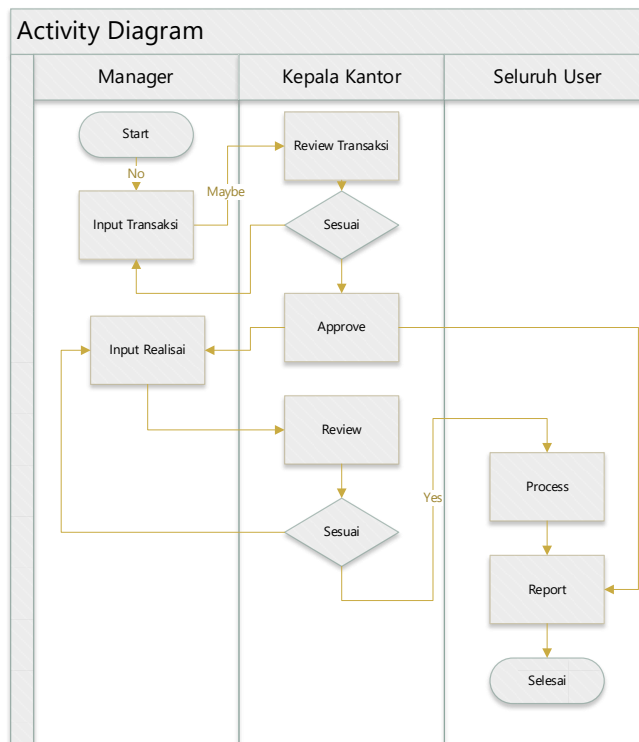 Activity Diagram
Manager
Kepala Kantor
Seluruh User
Start
No
Input Transaksi
Maybe
Review Transaksi
Sesuai
Approve
Input Realisai
Review
Sesuai
Yes
Process
Report
Selesai